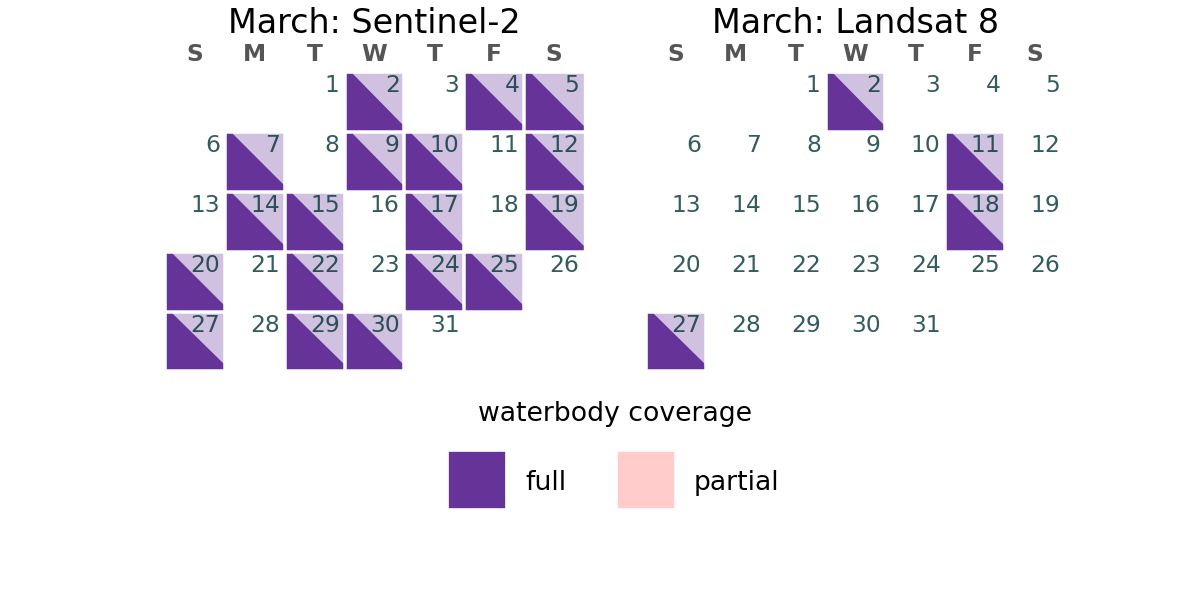 March: Sentinel-2
S M T W T F S
1 2 3 4 5
6 7 8 9 10 11 12
13 14 15 16 17 18 19
20 21 22 23 24 25 26
27 28 29 30 31
March: Landsat 8
S M T W T F S
1 2 3 4 5
6 7 8 9 10 11 12
13 14 15 16 17 18 19
20 21 22 23 24 25 26
27 28 29 30 31
waterbody coverage
full partial